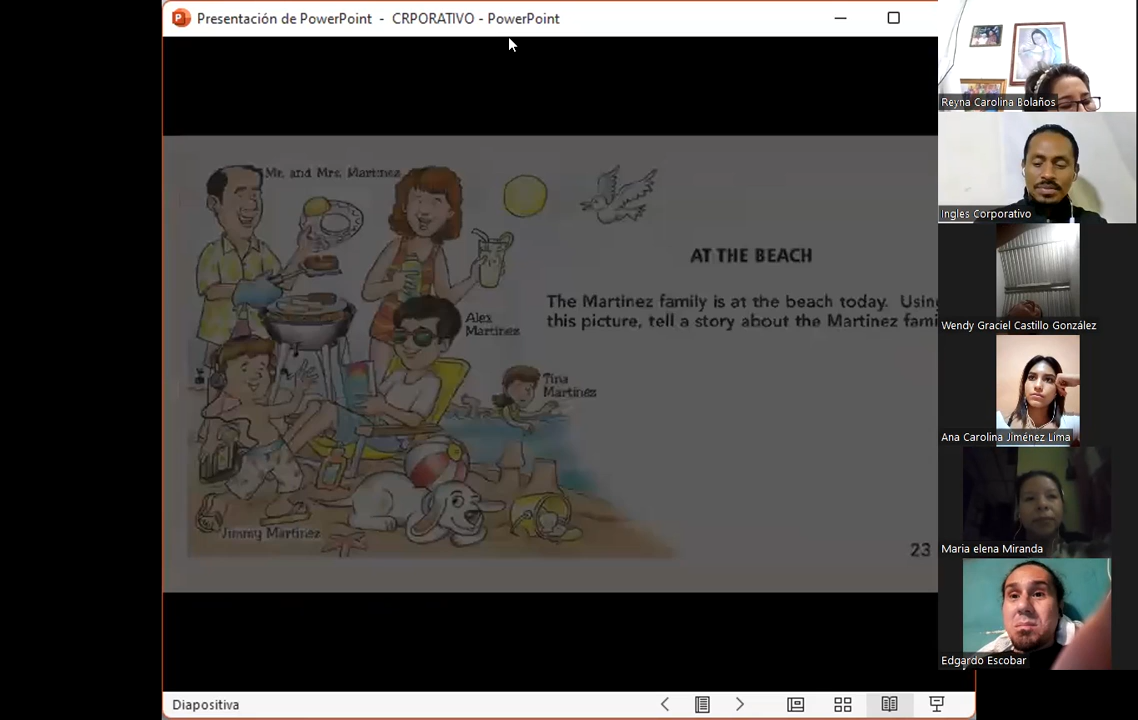 Presentación de PowerPoint - CRPORATIVO - PowerPoint
Mr. and Mrs. Martinez
Alex
Martinez
Tina
Martinez
Jimmy Martinez
AT THE BEACH
The Martinez family is at the beach today. Using
this picture, tell a story about the Martinez fami
23
Diapositiva
Reyna Carolina Bolaños
Ingles Corporativo
Wendy Graciel Castillo González
Ana Carolina Jiménez Lima
Maria elena Miranda
Edgardo Escobar